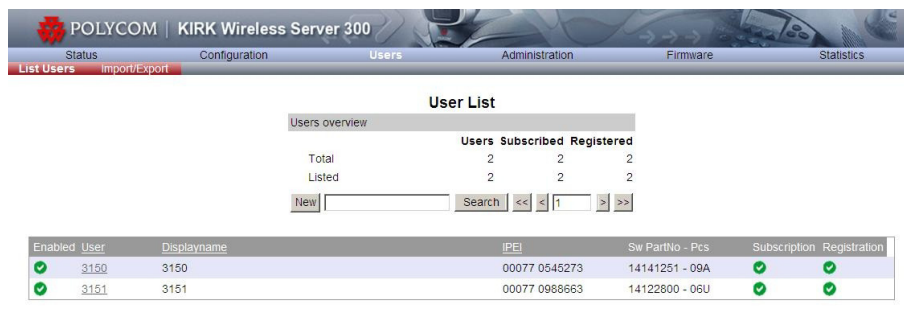 POLYCOM | KIRK Wireless Server 300
Status Configuration Users Administration Firmware Statistics
List Users Import/Export
User List
Users overview
Users Subscribed Registered
Total 2 2 2
Listed 2 2 2
New Search << < 1 > >>
Enabled User Displayname IPEI Sw PartNo - Pcs Subscription Registration
3150 3150 00077 0545273 14141251 - 09A
3151 3151 00077 0988663 14122800 - 06U